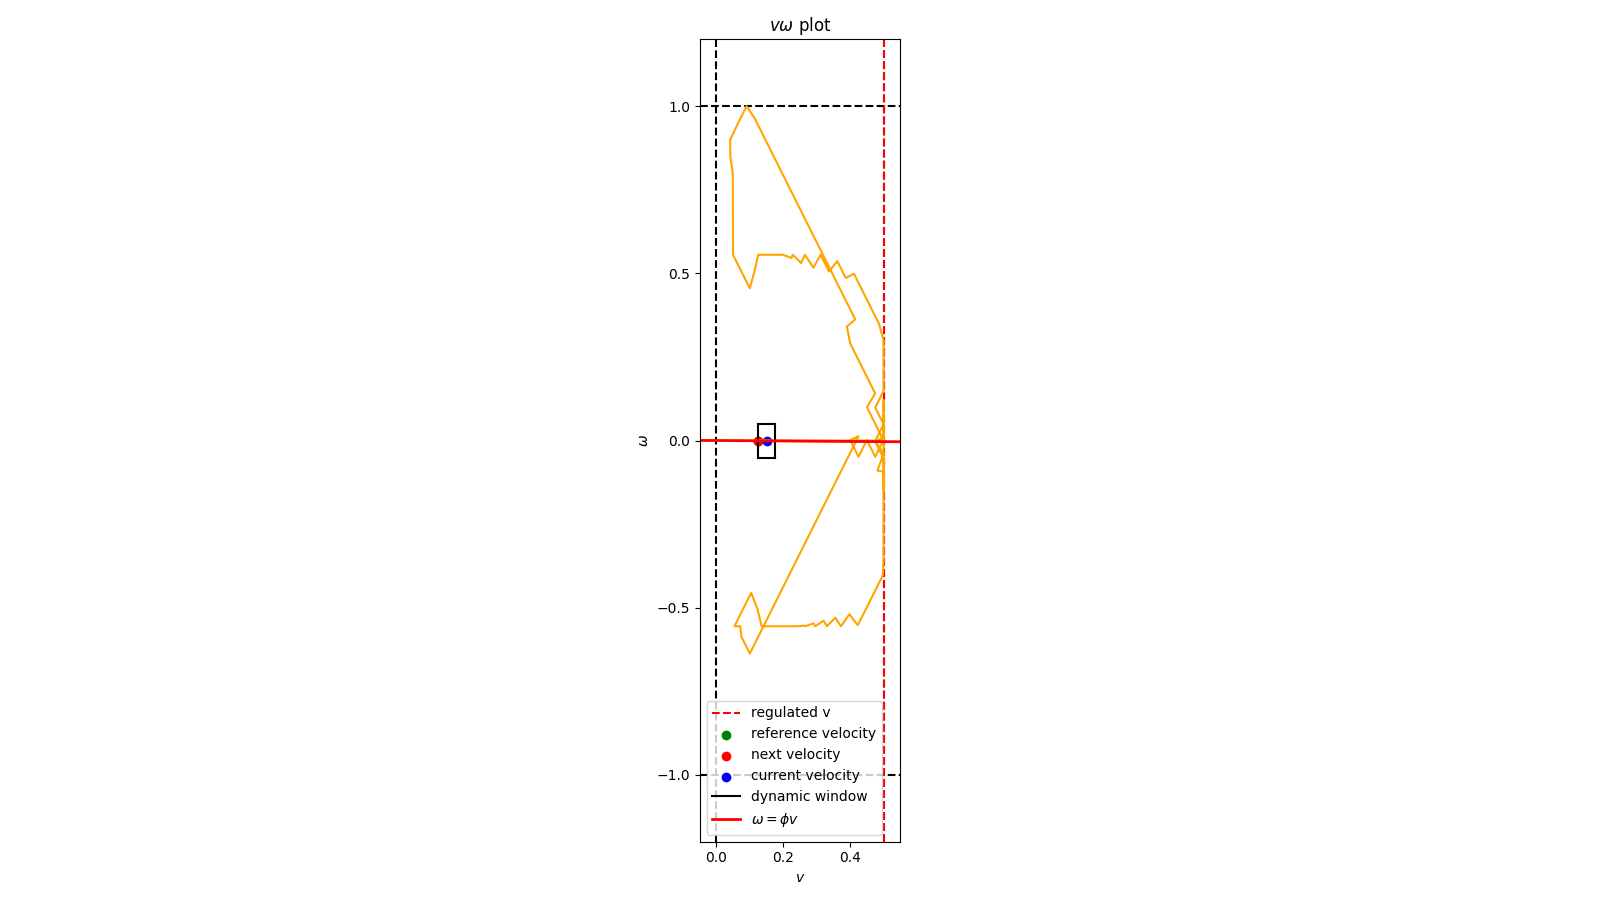 vω plot
1.0
0.5
0.0
−0.5
−1.0
ω
regulated v
reference velocity
next velocity
current velocity
dynamic window
ω = ϕv
0.0 0.2 0.4
v